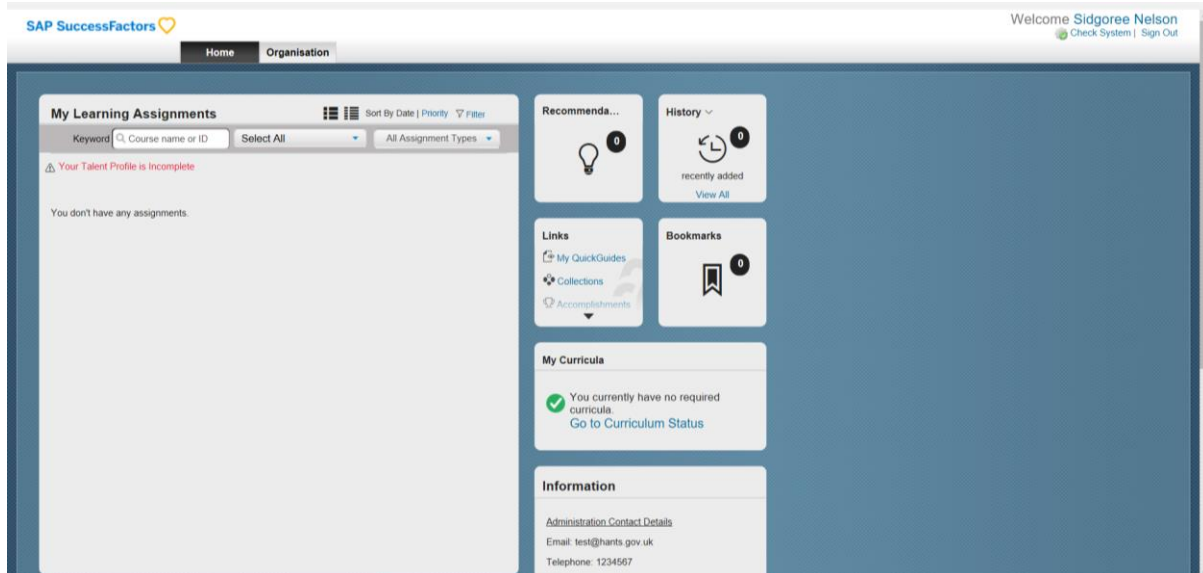 SAP SuccessFactors
Welcome Sidgoree Nelson
Check System | Sign Out
Home
Organisation
My Learning Assignments
Sort By Date | Priority Filter
Keyword Course name or ID Select All All Assignment Types
Your Talent Profile is Incomplete
You don't have any assignments.
Recommenda...
0
History
0
recently added
View All
Links
My QuickGuides
Collections
Accomplishments
Bookmarks
0
My Curricula
You currently have no required
curricula.
Go to Curriculum Status
Information
Administration Contact Details
Email: test@hants.gov.uk
Telephone: 1234567